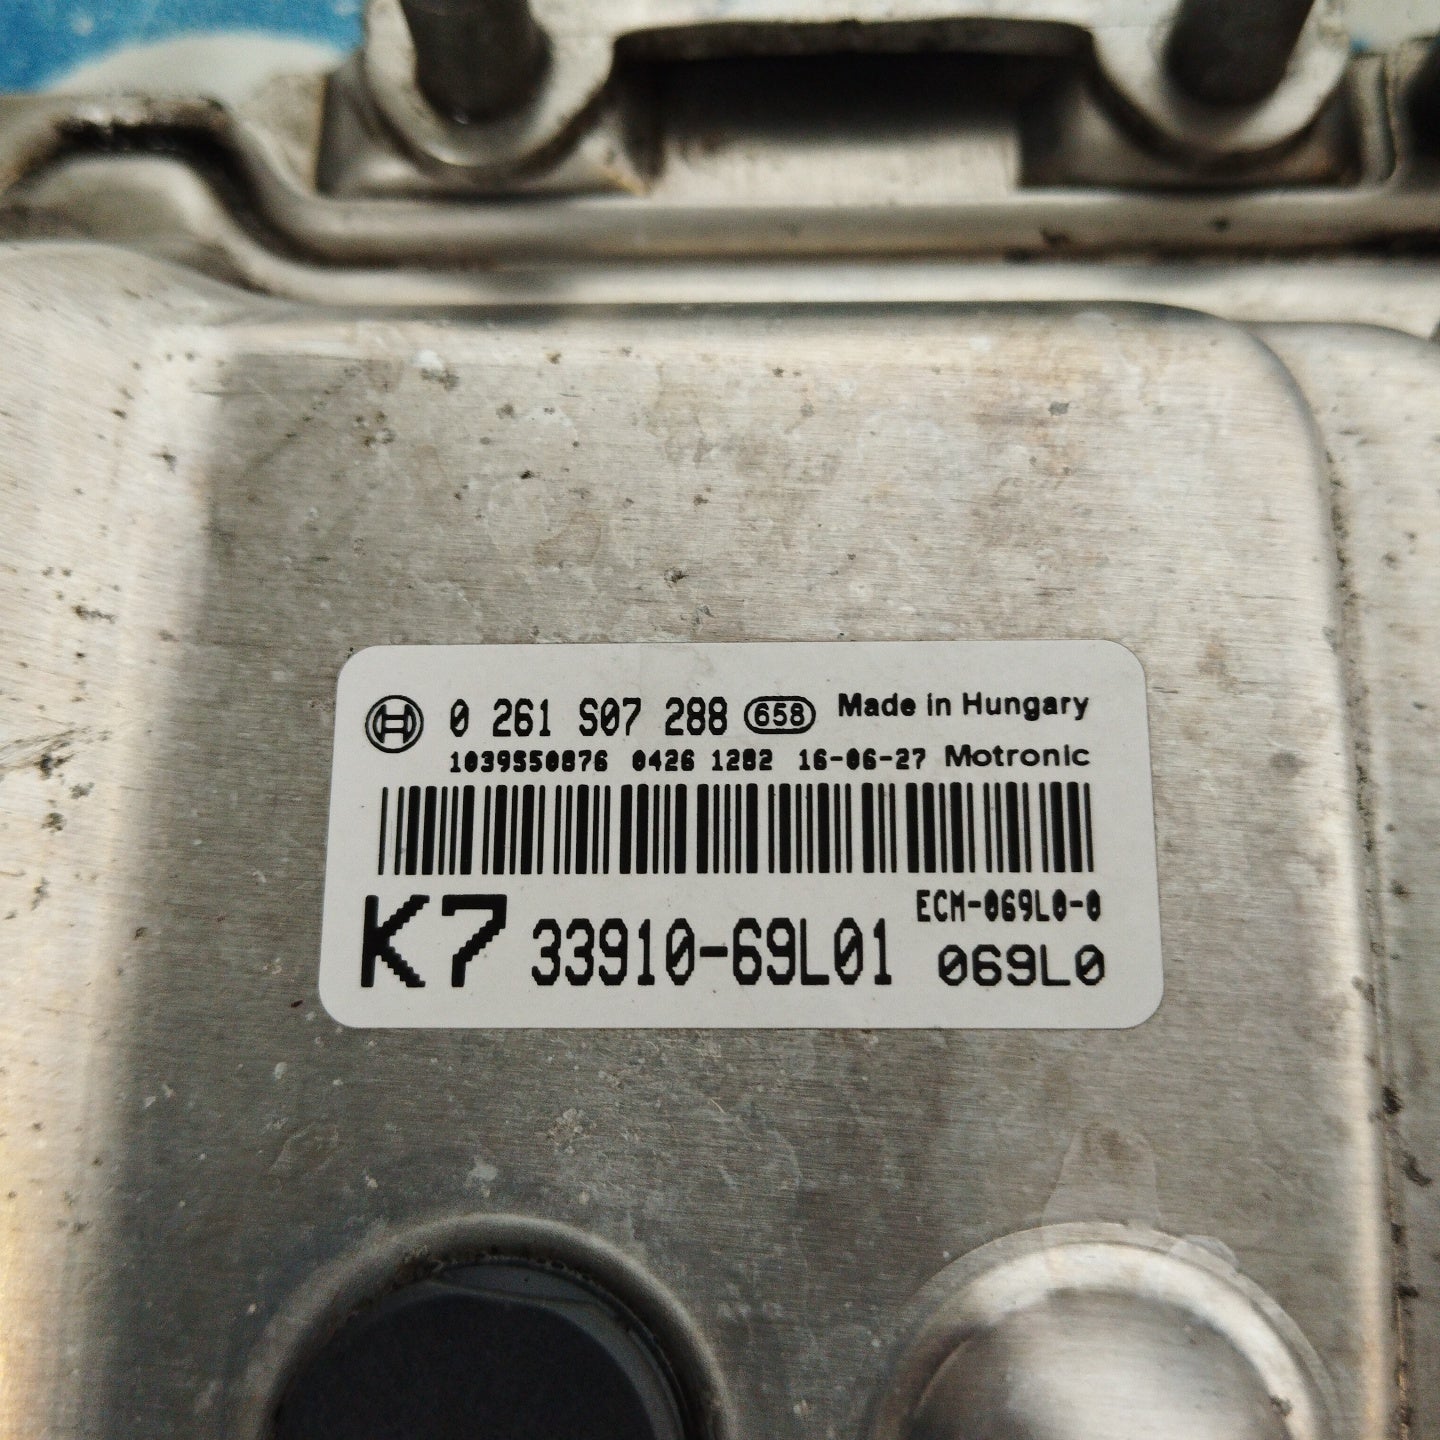 0 261 S07 288 658 Made in Hungary
1039S50876 0426 1282 16-06-27 Motronic
ECM-069L0-0
K7 33910-69L01 069L0